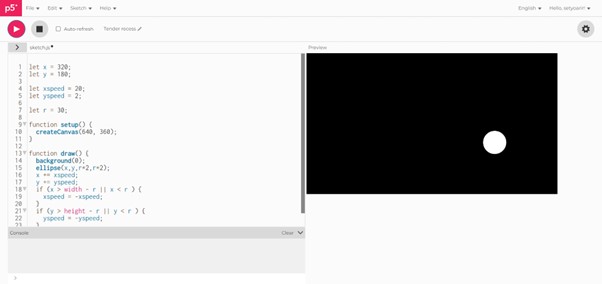 p5*
File Edit Sketch Help
English Hello, setyoani!
Auto-refresh Tender recess
sketch.js
Preview
1
2 let x = 320;
3 let y = 180;
4
5 let xspeed = 20;
6 let yspeed = 2;
7
8 let r = 30;
9 function setup() {
10 createCanvas(640, 360);
11 }
12
13 function draw() {
14 background(0);
15 ellipse(x,y,r*2,r*2);
16 x += xspeed;
17 y += yspeed;
18 if (x > width - r || x < r ) {
19 xspeed = -xspeed;
20 }
21 if (y > height - r || y < r ) {
22 yspeed = -yspeed;
23 }
Console Clear
>